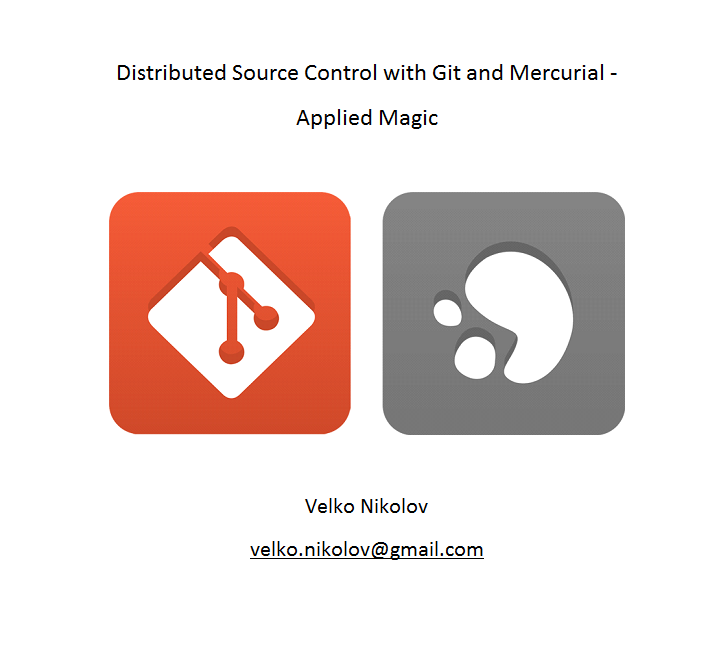 Distributed Source Control with Git and Mercurial -
Applied Magic
Velko Nikolov
velko.nikolov@gmail.com